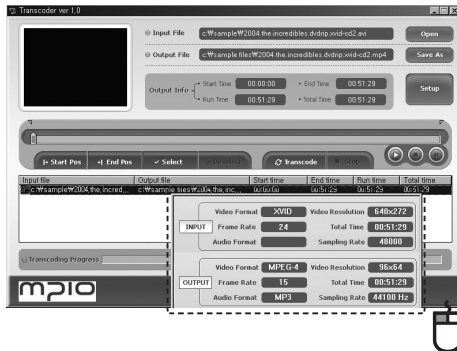 Transcoder ver 1.0
Input File c:₩sample₩2004.the.incredibles.dvdrip.xvid-cd2.avi Open
Output File c:₩sample files₩2004.the.incredibles.dvdrip.xvid-cd2.mp4 Save As
Output Info Start Time 00:00:00 End Time 00:51:29 Setup
Run Time 00:51:29 Total Time 00:51:29
Start Pos End Pos Select Transcode Stop
Input file Output file Start time End time Run time Total time
c:₩sample₩2004,the,incred,,, c:₩sample files₩2004,the,inc,,, 00:00:00 00:51:29 00:51:29 00:51:29
Video Format XVID Video Resolution 640x272
INPUT Frame Rate 24 Total Time 00:51:29
Audio Format Sampling Rate 48000
Transcoding Progress
Video Format MPEG-4 Video Resolution 96x64
OUTPUT Frame Rate 15 Total Time 00:51:29
Audio Format MP3 Sampling Rate 44100 Hz
mpio